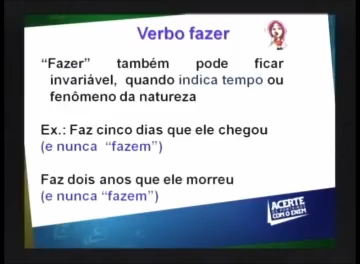 Verbo fazer
“Fazer” também pode ficar
invariável, quando indica tempo ou
fenômeno da natureza
Ex.: Faz cinco dias que ele chegou
(e nunca “fazem”)
Faz dois anos que ele morreu
(e nunca “fazem”)
ACERTE
COM O ENEM